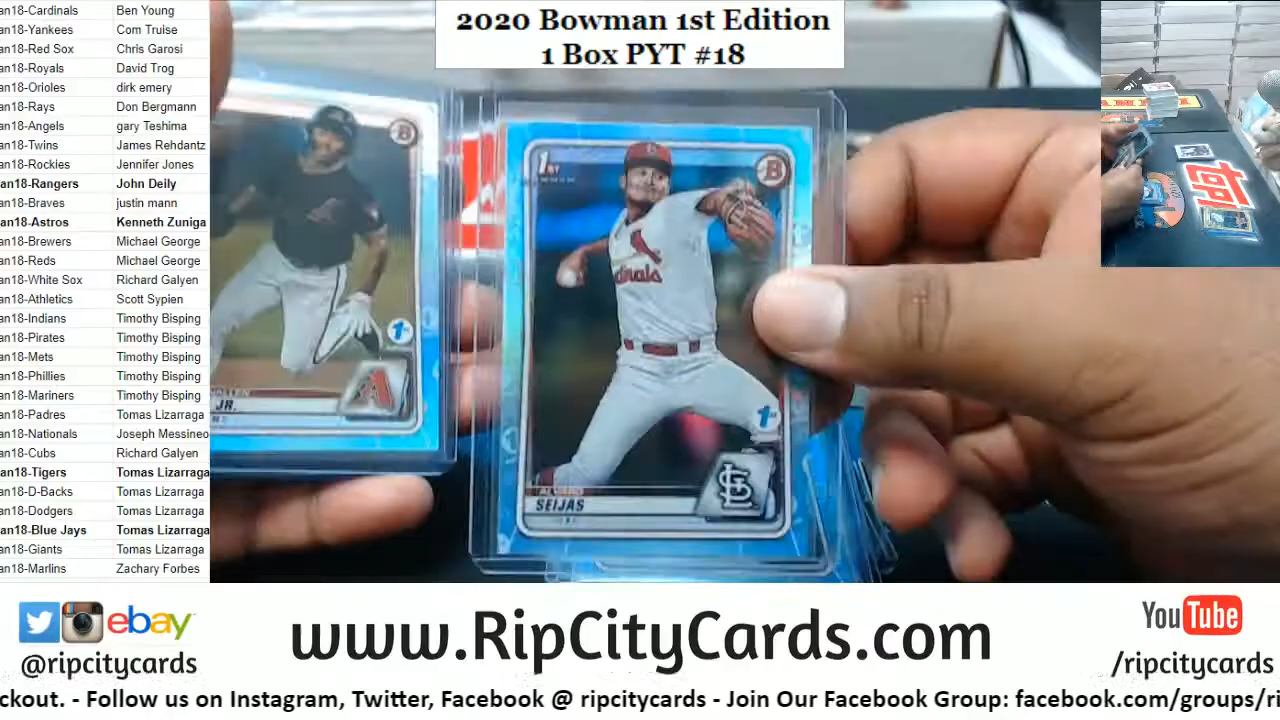 an18-Cardinals Ben Young
an18-Yankees Com Truise
an18-Red Sox Chris Garosi
an18-Royals David Trog
an18-Orioles dirk emery
an18-Rays Don Bergmann
an18-Angels gary Teshima
an18-Twins James Rehdantz
an18-Rockies Jennifer Jones
an18-Rangers John Deily
an18-Braves justin mann
an18-Astros Kenneth Zuniga
an18-Brewers Michael George
an18-Reds Michael George
an18-White Sox Richard Galyen
an18-Athletics Scott Sypien
an18-Indians Timothy Bisping
an18-Pirates Timothy Bisping
an18-Mets Timothy Bisping
an18-Phillies Timothy Bisping
an18-Mariners Timothy Bisping
an18-Padres Tomas Lizarraga
an18-Nationals Joseph Messineo
an18-Cubs Richard Galyen
an18-Tigers Tomas Lizarraga
an18-D-Backs Tomas Lizarraga
an18-Dodgers Tomas Lizarraga
an18-Blue Jays Tomas Lizarraga
an18-Giants Tomas Lizarraga
an18-Marlins Zachary Forbes
2020 Bowman 1st Edition
1 Box PYT #18
B
1st
JR.
A
1ST
B
dinals
1st
SEIJAS
STL
ebay
@ripcitycards
www.RipCityCards.com
YouTube
/ripcitycards
ckout. - Follow us on Instagram, Twitter, Facebook @ ripcitycards - Join Our Facebook Group: facebook.com/groups/ri